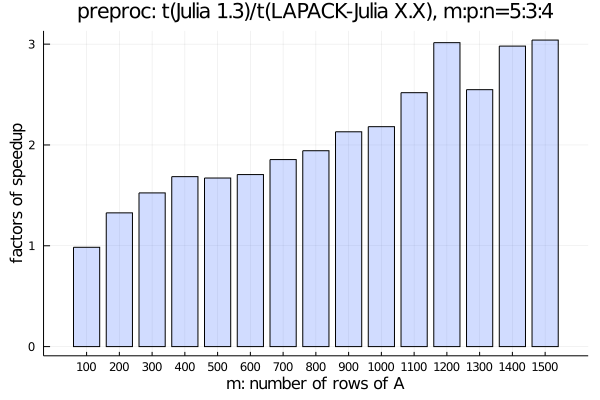 preproc: t(Julia 1.3)/t(LAPACK-Julia X.X), m:p:n=5:3:4
3
2
1
0
factors of speedup
100 200 300 400 500 600 700 800 900 1000 1100 1200 1300 1400 1500
m: number of rows of A